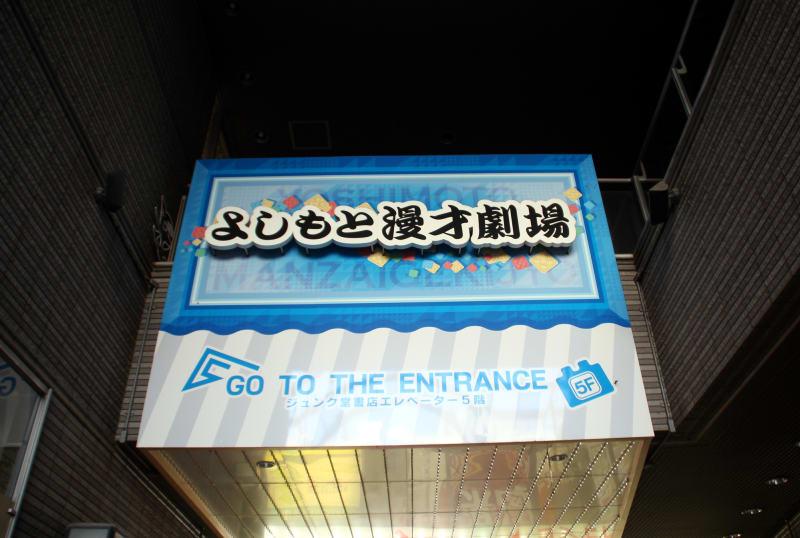 YOSHIMOTO
よしもと漫才劇場
MANZAIGEKIJYO
GO TO THE ENTRANCE
5F
ジュンク堂書店エレベーター5階